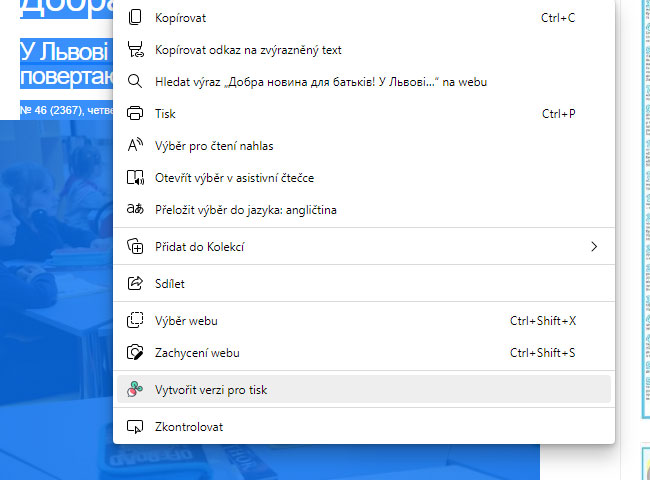 Добра
У Львові
повертаю
№ 46 (2367), четве
Kopírovat Ctrl+C
Kopírovat odkaz na zvýrazněný text
Hledat výraz „Добра новина для батьків! У Львові...“ na webu
Tisk Ctrl+P
Výběr pro čtení nahlas
Otevřít výběr v asistivní čtečce
Přeložit výběr do jazyka: angličtina
Přidat do Kolekcí
Sdílet
Výběr webu Ctrl+Shift+X
Zachycení webu Ctrl+Shift+S
Vytvořit verzi pro tisk
Zkontrolovat
OFFROAD